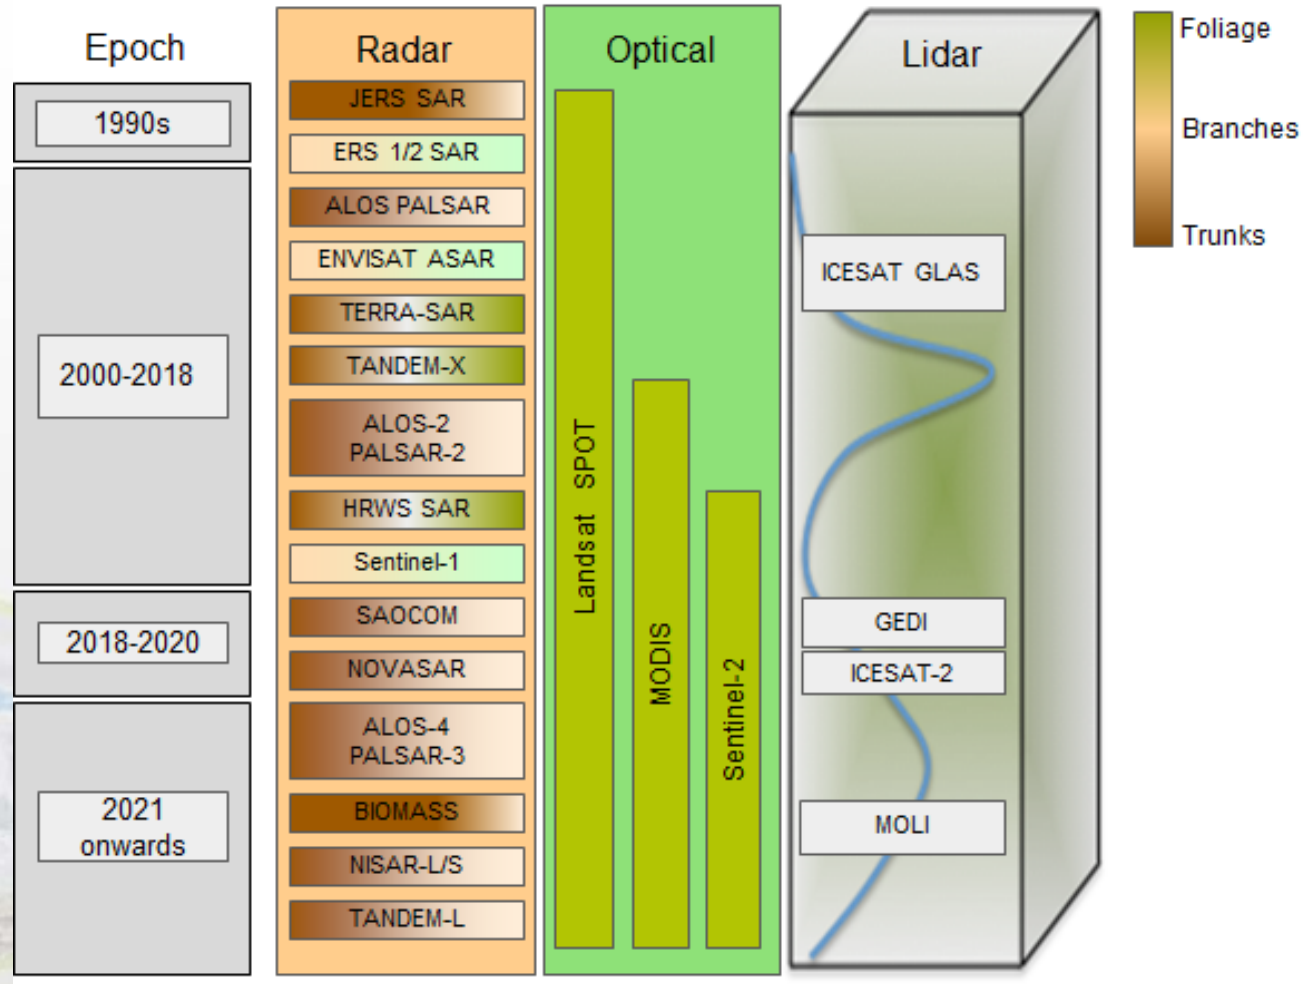 Epoch
1990s
2000-2018
2018-2020
2021
onwards
Radar
JERS SAR
ERS 1/2 SAR
ALOS PALSAR
ENVISAT ASAR
TERRA-SAR
TANDEM-X
ALOS-2
PALSAR-2
HRWS SAR
Sentinel-1
SAOCOM
NOVASAR
ALOS-4
PALSAR-3
BIOMASS
NISAR-L/S
TANDEM-L
Optical
Landsat SPOT
MODIS
Sentinel-2
Lidar
ICESAT GLAS
GEDI
ICESAT-2
MOLI
Foliage
Branches
Trunks